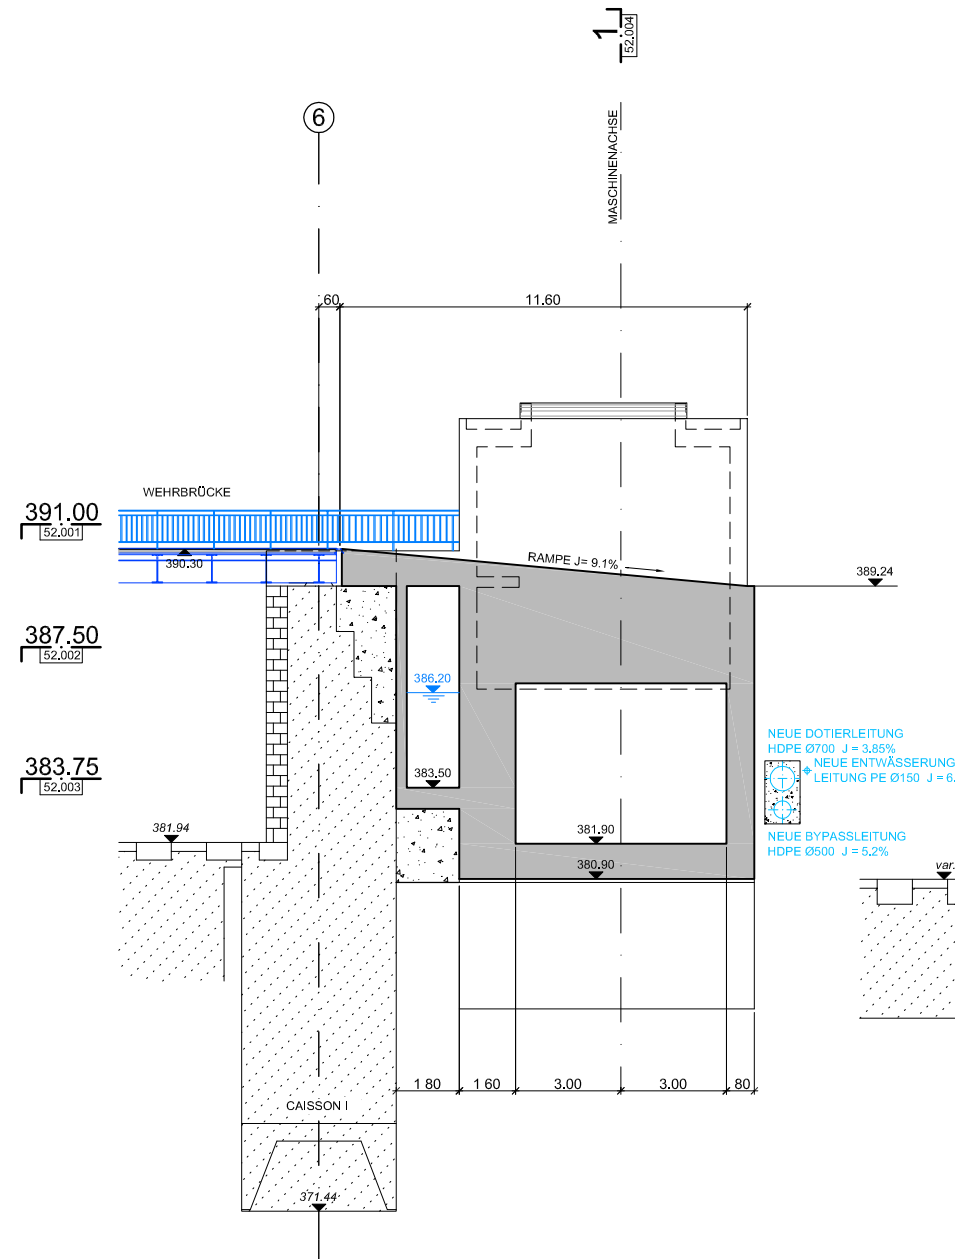 1
52.004
6
MASCHINENACHSE
60
11.60
WEHRBRÜCKE
391.00
52.001
390.30
RAMPE J= 9.1%
389.24
387.50
52.002
386.20
383.75
52.003
383.50
NEUE DOTIERLEITUNG
HDPE Ø700 J = 3.85%
NEUE ENTWÄSSERUNG
LEITUNG PE Ø150 J = 6.
NEUE BYPASSLEITUNG
HDPE Ø500 J = 5.2%
381.94
381.90
380.90
var.
1 80
1 60
3.00
3.00
80
CAISSON I
371.44